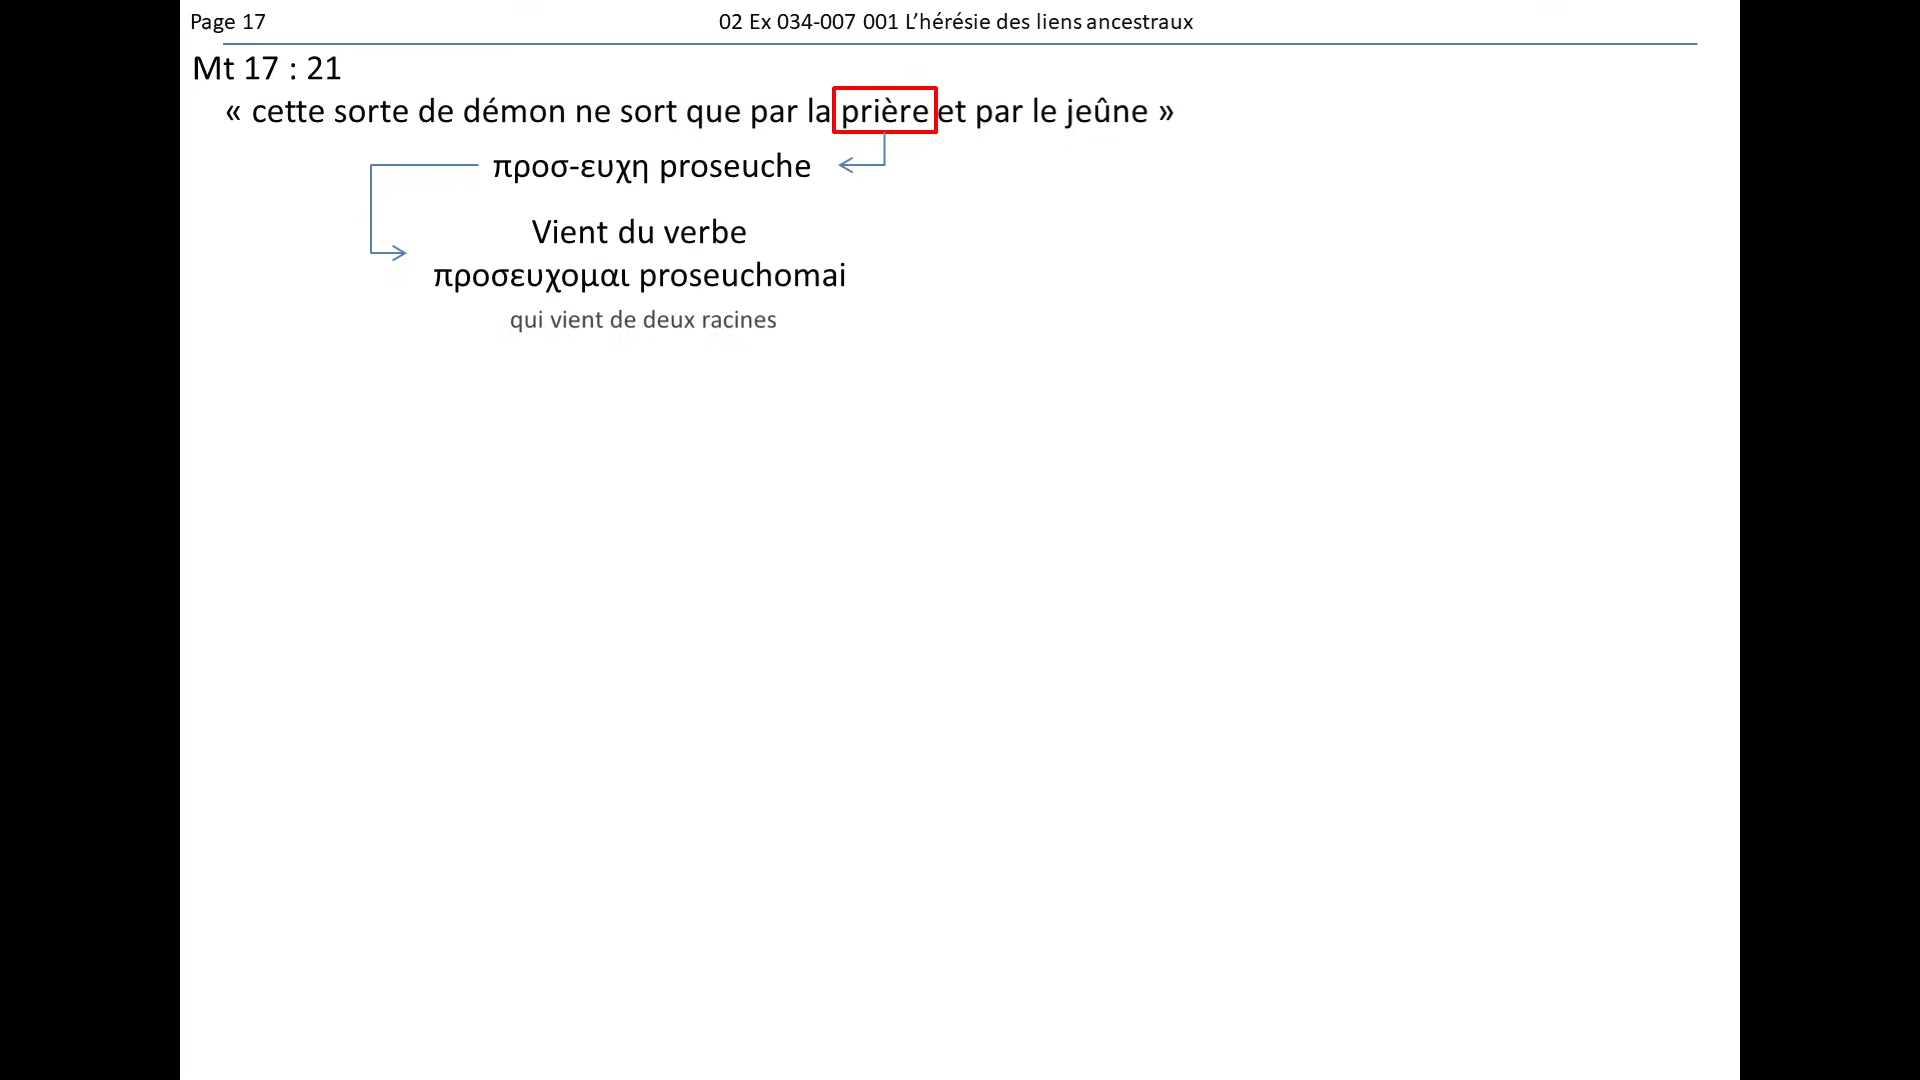 Page 17
02 Ex 034-007 001 L’hérésie des liens ancestraux
Mt 17 : 21
« cette sorte de démon ne sort que par la prière et par le jeûne »
προσ-ευχη proseuche
Vient du verbe
προσευχομαι proseuchomai
qui vient de deux racines